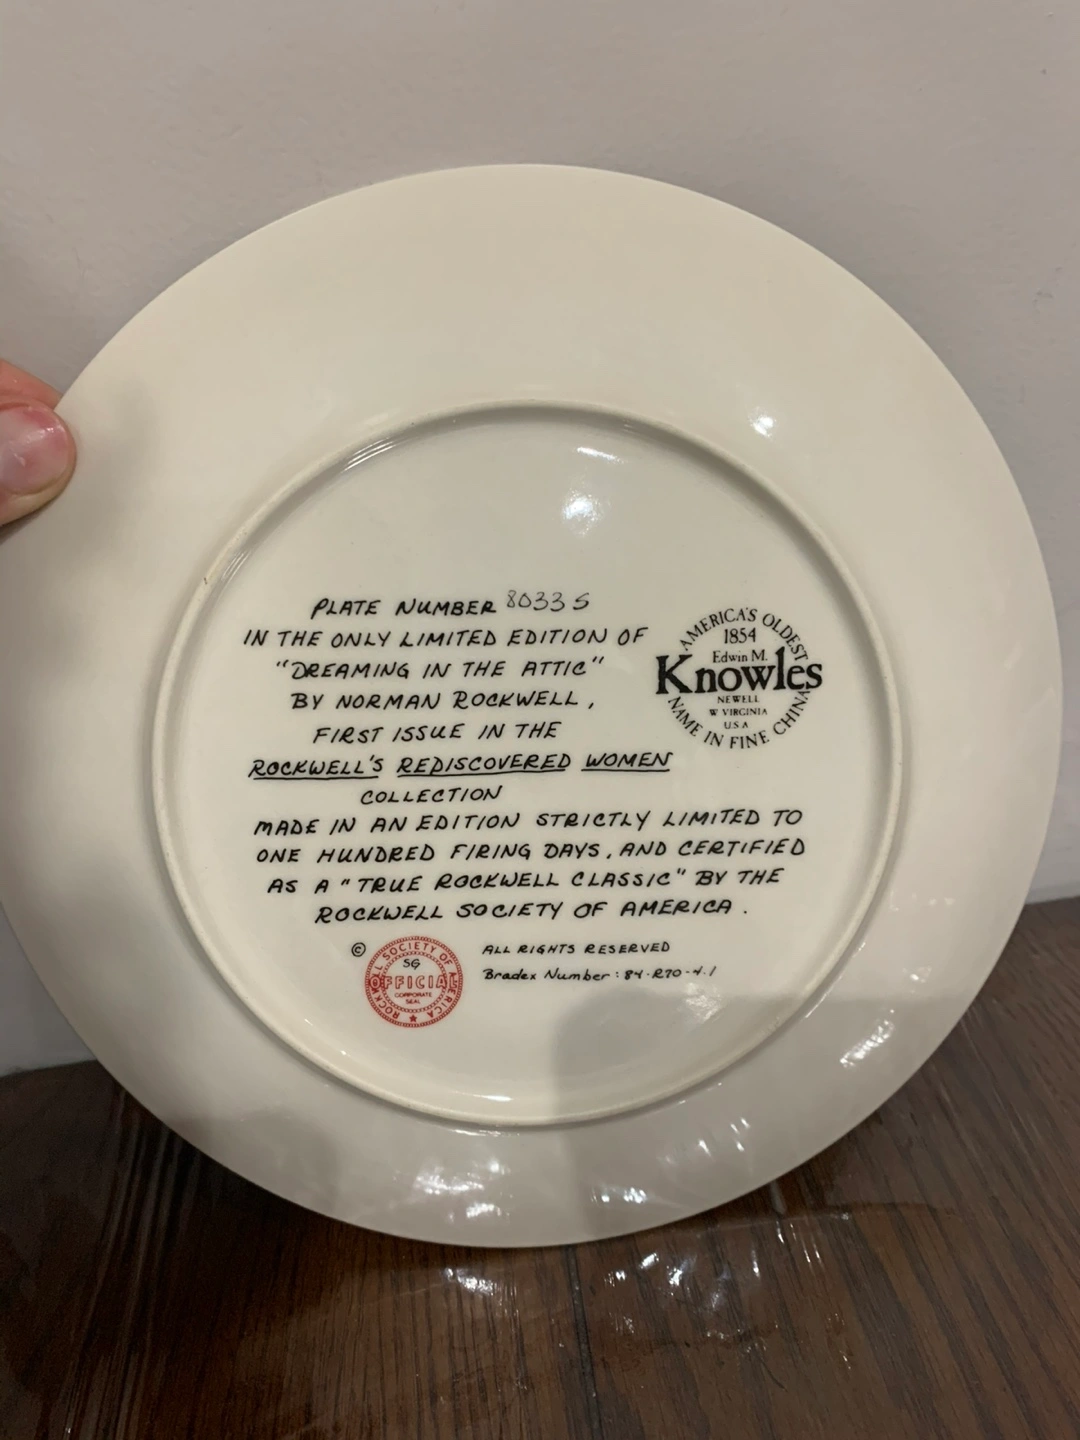 PLATE NUMBER 8033S
IN THE ONLY LIMITED EDITION OF
"DREAMING IN THE ATTIC"
BY NORMAN ROCKWELL,
FIRST ISSUE IN THE
ROCKWELL'S REDISCOVERED WOMEN
COLLECTION
MADE IN AN EDITION STRICTLY LIMITED TO
ONE HUNDRED FIRING DAYS, AND CERTIFIED
AS A "TRUE ROCKWELL CLASSIC" BY THE
ROCKWELL SOCIETY OF AMERICA.
AMERICA'S OLDEST
1854
Edwin M.
Knowles
NEWELL
W VIRGINIA
USA
NAME IN FINE CHINA
©
ROCKWELL SOCIETY OF AMERICA
SG
OFFICIAL
CORPORATE
SEAL
ALL RIGHTS RESERVED
Bradex Number: 84-R70-4.1